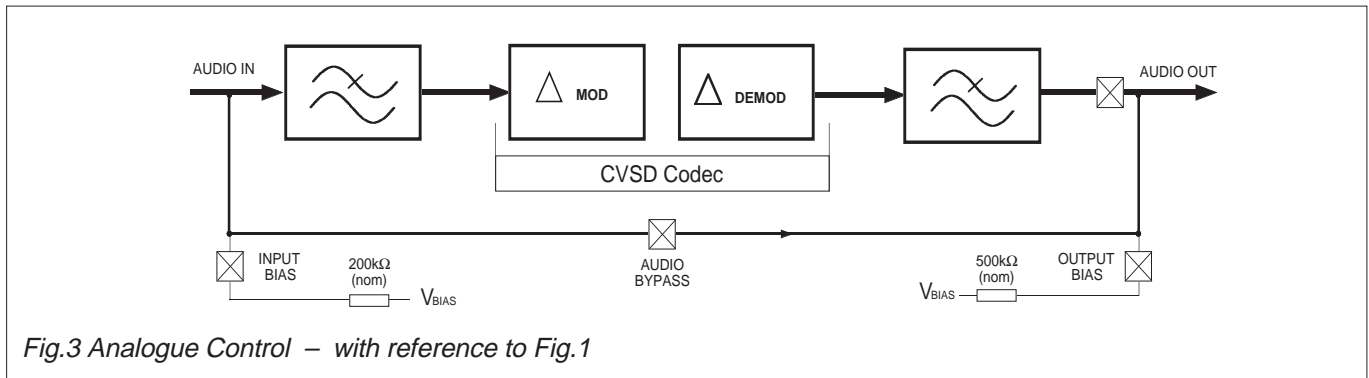 AUDIO IN
MOD
DEMOD
AUDIO OUT
CVSD Codec
INPUT
BIAS
200kΩ
(nom)
VBIAS
AUDIO
BYPASS
VBIAS
500kΩ
(nom)
OUTPUT
BIAS
Fig.3 Analogue Control – with reference to Fig.1